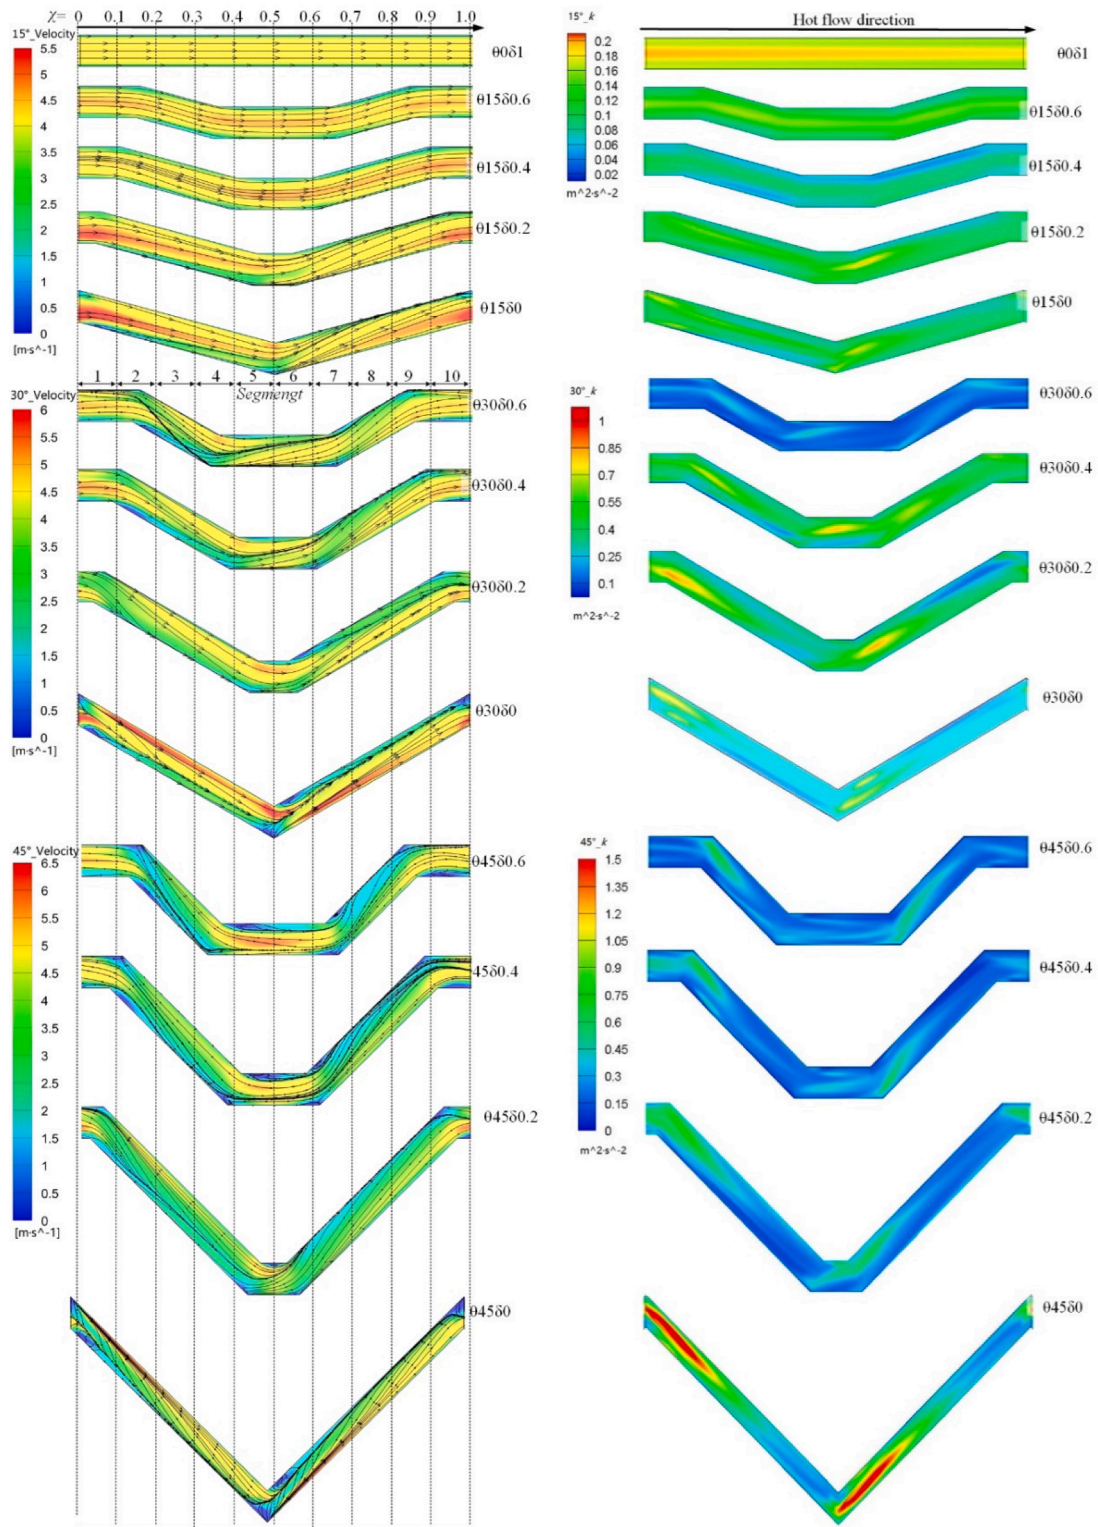 χ= 0 0.1 0.2 0.3 0.4 0.5 0.6 0.7 0.8 0.9 1.0
15°_Velocity
5.5
5
4.5
4
3.5
3
2.5
2
1.5
1
0.5
0
[m·s^-1]
θ0δ1
θ15δ0.6
θ15δ0.4
θ15δ0.2
θ15δ0
1 2 3 4 5 6 7 8 9 10
Segmengt
30°_Velocity
6
5.5
5
4.5
4
3.5
3
2.5
2
1.5
1
0.5
0
[m·s^-1]
θ30δ0.6
θ30δ0.4
θ30δ0.2
θ30δ0
45°_Velocity
6.5
6
5.5
5
4.5
4
3.5
3
2.5
2
1.5
1
0.5
0
[m·s^-1]
θ45δ0.6
45δ0.4
θ45δ0.2
θ45δ0
15°_k
0.2
0.18
0.16
0.14
0.12
0.1
0.08
0.06
0.04
0.02
m^2·s^-2
Hot flow direction
θ0δ1
θ15δ0.6
θ15δ0.4
θ15δ0.2
θ15δ0
30°_k
1
0.85
0.7
0.55
0.4
0.25
0.1
m^2·s^-2
θ30δ0.6
θ30δ0.4
θ30δ0.2
θ30δ0
45°_k
1.5
1.35
1.2
1.05
0.9
0.75
0.6
0.45
0.3
0.15
0
m^2·s^-2
θ45δ0.6
θ45δ0.4
θ45δ0.2
θ45δ0